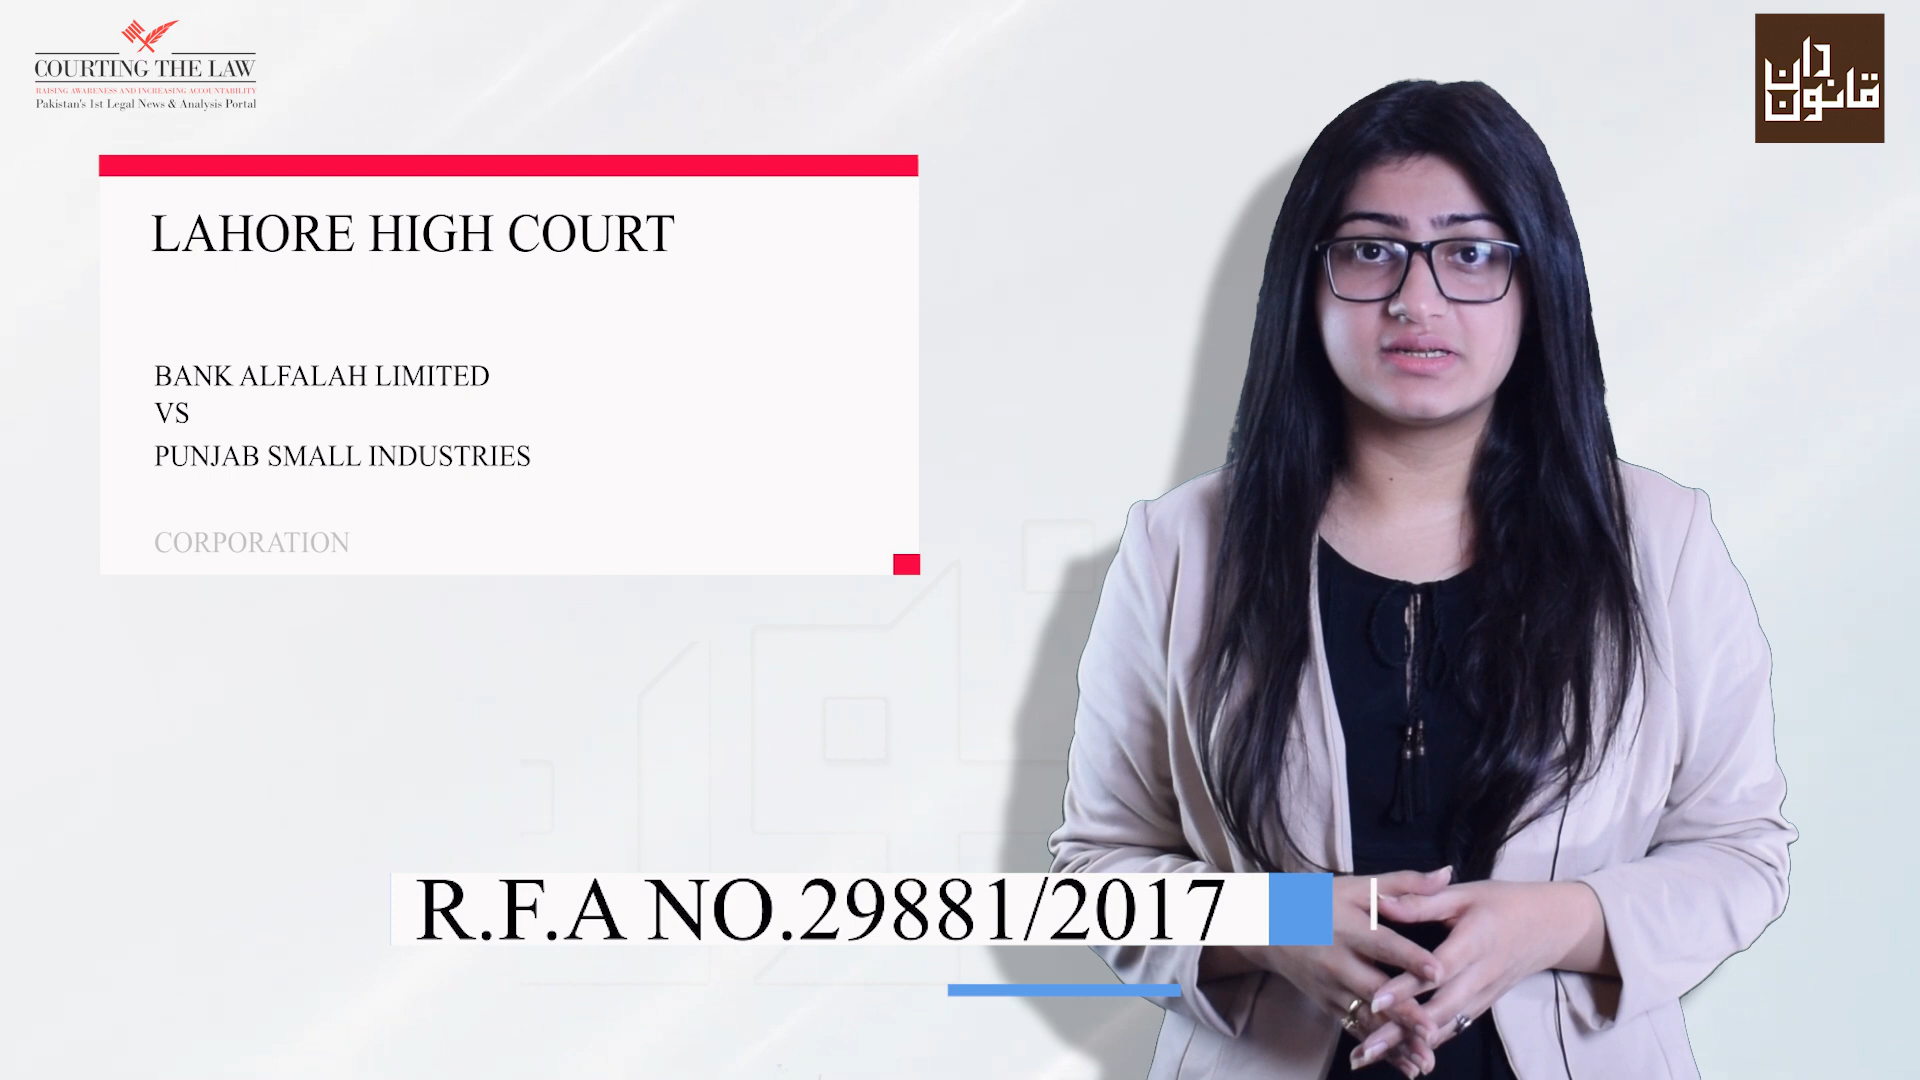 COURTING THE LAW
RAISING AWARENESS AND INCREASING ACCOUNTABILITY
Pakistan's 1st Legal News & Analysis Portal
قانون
دان
LAHORE HIGH COURT
BANK ALFALAH LIMITED
VS
PUNJAB SMALL INDUSTRIES
CORPORATION
R.F.A NO.29881/2017